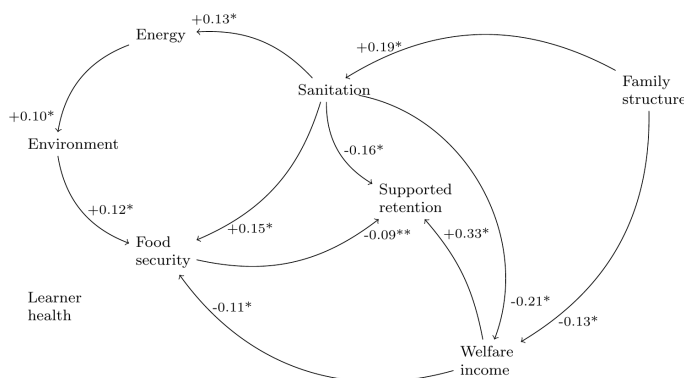 +0.13*
Energy
+0.19*
Sanitation
Family
structure
+0.10*
Environment
-0.16*
Supported
retention
+0.12*
+0.15*
-0.09**
+0.33*
Food
security
Learner
health
-0.11*
-0.21*
-0.13*
Welfare
income